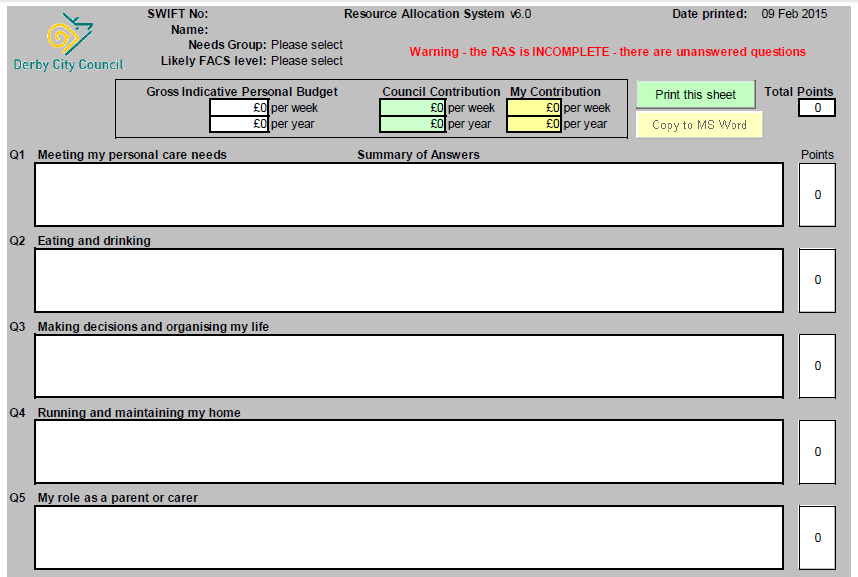 SWIFT No: Resource Allocation System v6.0 Date printed: 09 Feb 2015
Name:
Needs Group: Please select
Warning - the RAS is INCOMPLETE - there are unanswered questions
Likely FACS level: Please select
Derby City Council
Gross Indicative Personal Budget Council Contribution My Contribution Print this sheet Total Points
£0 per week £0 per week £0 per week 0
£0 per year £0 per year £0 per year Copy to MS Word
Q1 Meeting my personal care needs Summary of Answers Points
0
Q2 Eating and drinking
0
Q3 Making decisions and organising my life
0
Q4 Running and maintaining my home
0
Q5 My role as a parent or carer
0